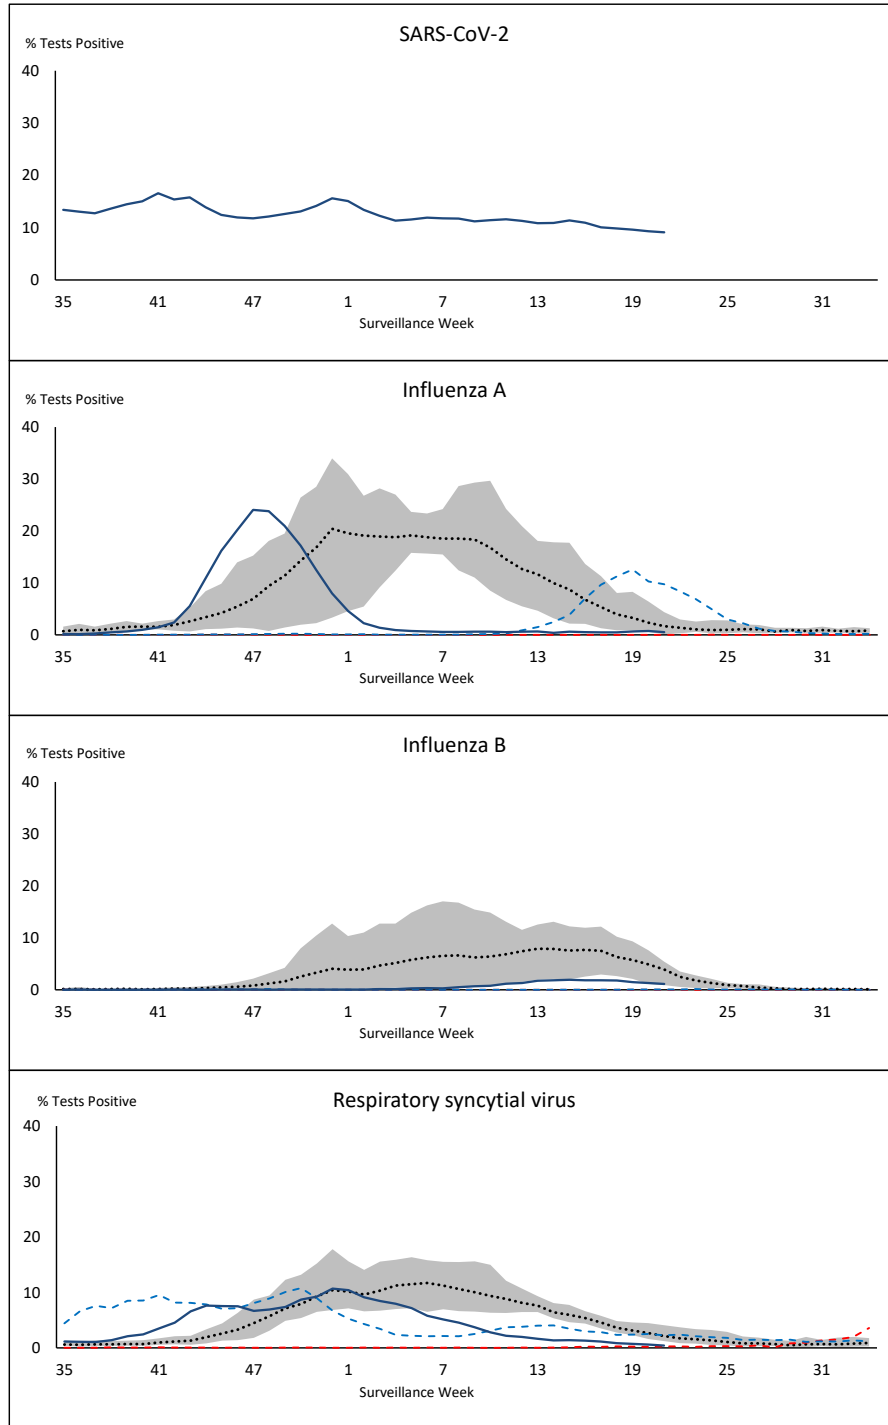 SARS-CoV-2
% Tests Positive
40
30
20
10
0
35 41 47 1 7 13 19 25 31
Surveillance Week
Influenza A
% Tests Positive
40
30
20
10
0
35 41 47 1 7 13 19 25 31
Surveillance Week
Influenza B
% Tests Positive
40
30
20
10
0
35 41 47 1 7 13 19 25 31
Surveillance Week
Respiratory syncytial virus
% Tests Positive
40
30
20
10
0
35 41 47 1 7 13 19 25 31
Surveillance Week